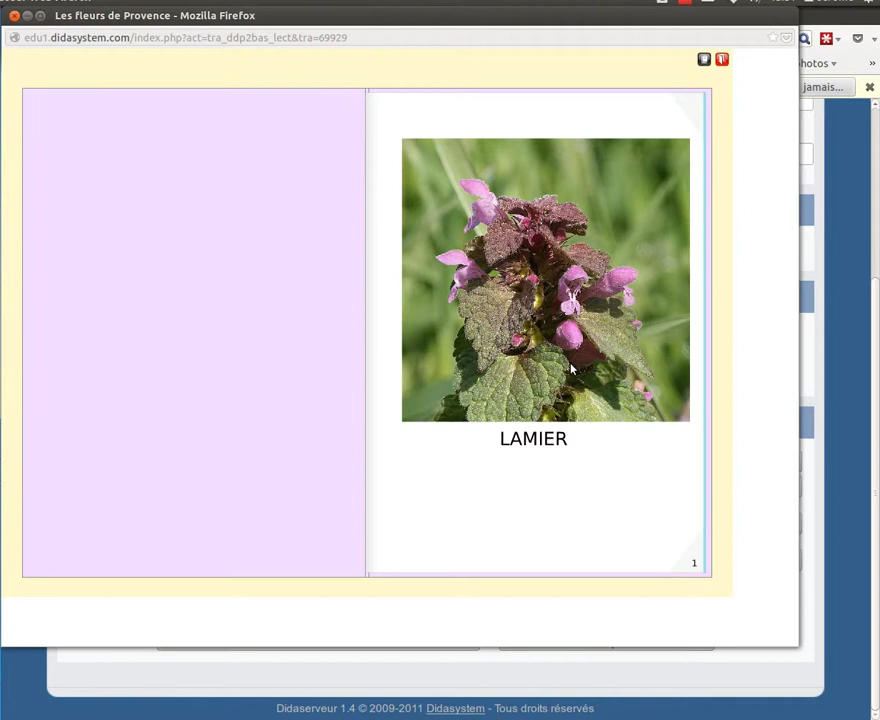 Les fleurs de Provence - Mozilla Firefox
edu1.didasystem.com/index.php?act=tra_ddp2bas_lect&tra=69929
photos
»
jamais...
LAMIER
1
Didaserveur 1.4 © 2009-2011 Didasystem - Tous droits réservés